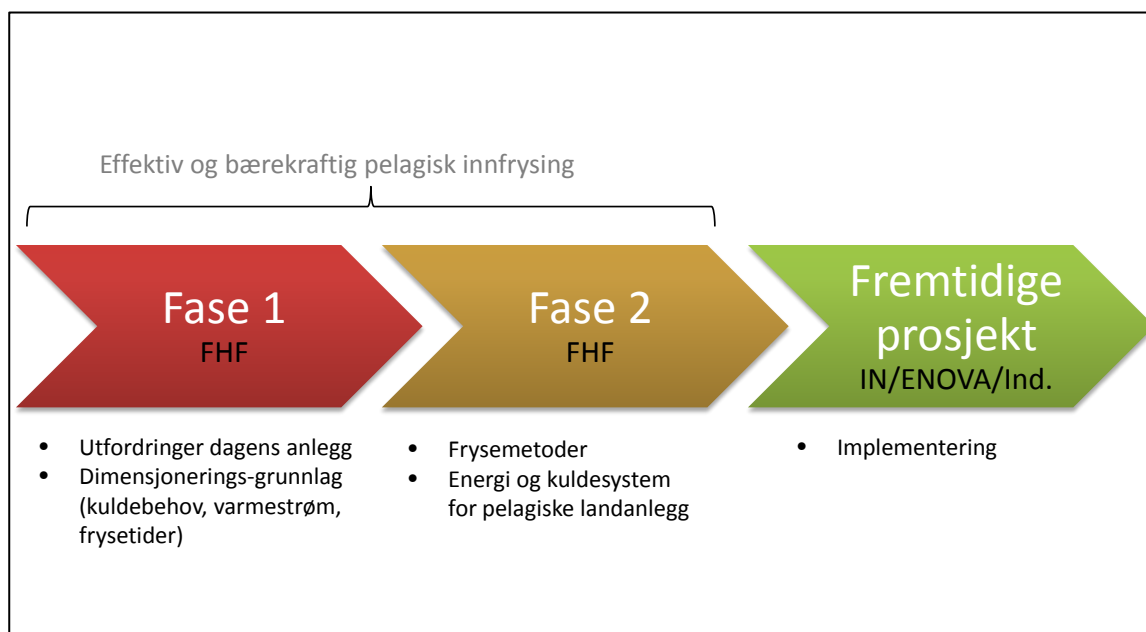 Effektiv og bærekraftig pelagisk innfrysing
Fase 1
FHF
Fase 2
FHF
Fremtidige
prosjekt
IN/ENOVA/Ind.
• Utfordringer dagens anlegg
• Dimensjonerings-grunnlag
(kuldebehov, varmestrøm,
frysetider)
• Frysemetoder
• Energi og kuldesystem
for pelagiske landanlegg
• Implementering